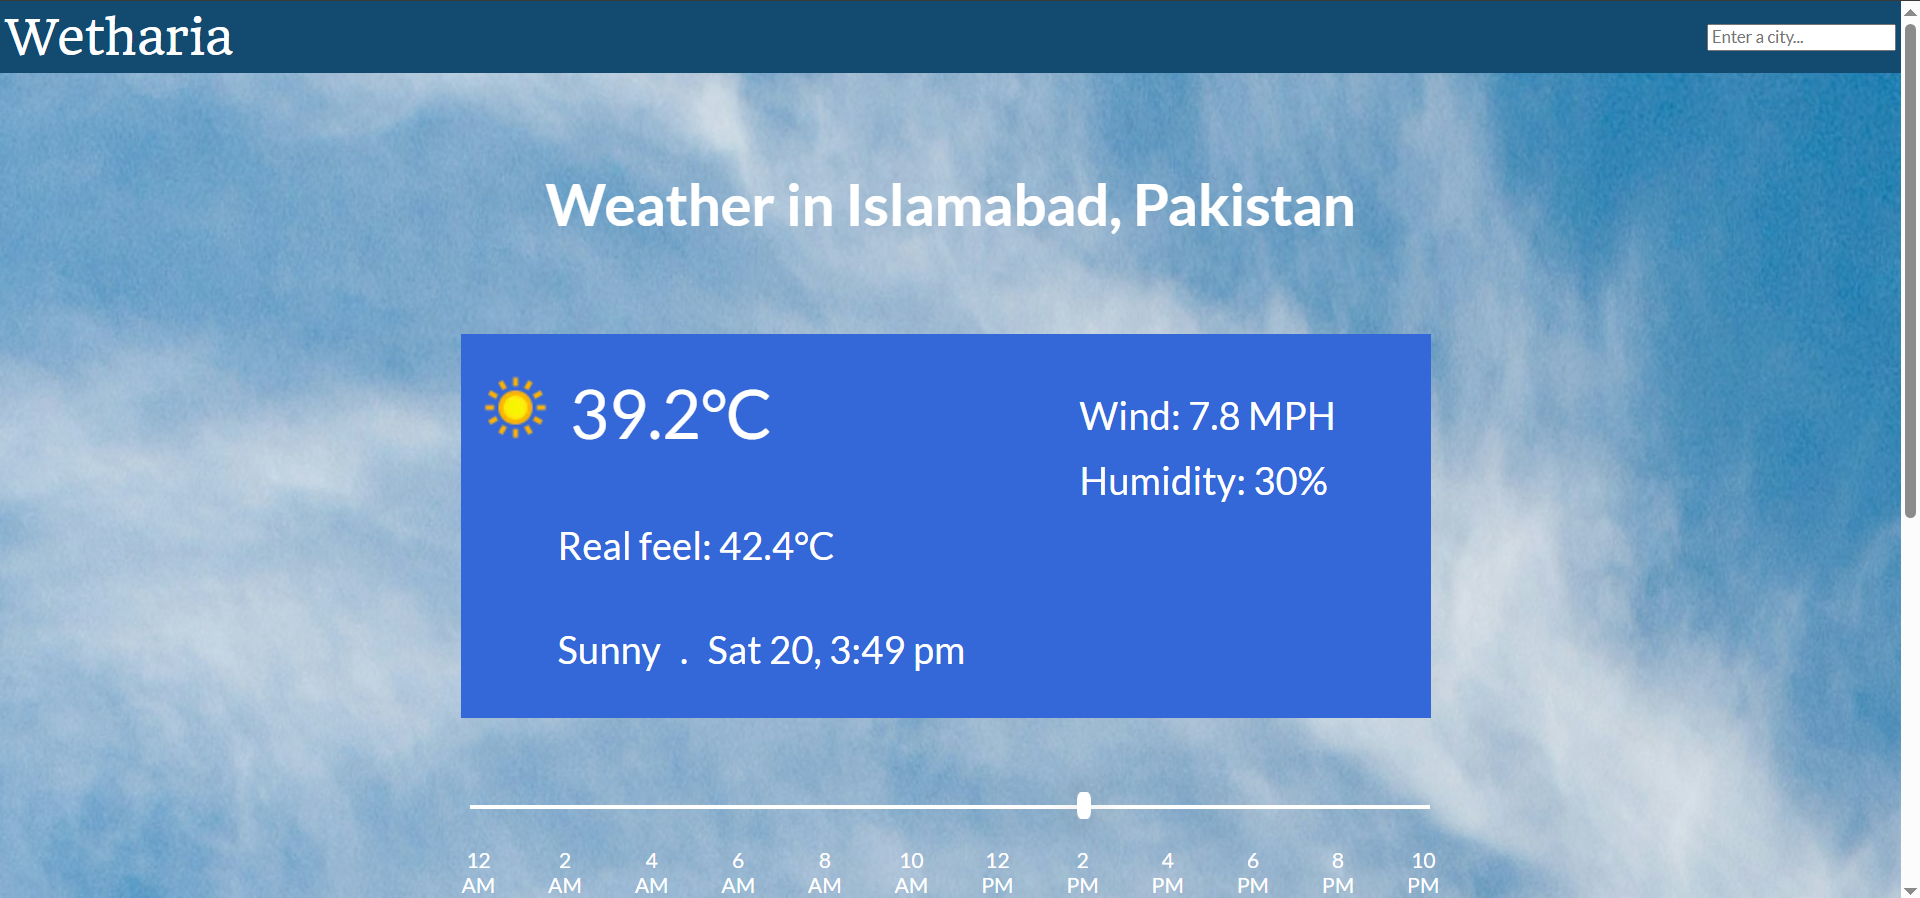 Wetharia
Enter a city...
Weather in Islamabad, Pakistan
39.2°C
Wind: 7.8 MPH
Humidity: 30%
Real feel: 42.4°C
Sunny . Sat 20, 3:49 pm
12 AM
2 AM
4 AM
6 AM
8 AM
10 AM
12 PM
2 PM
4 PM
6 PM
8 PM
10 PM